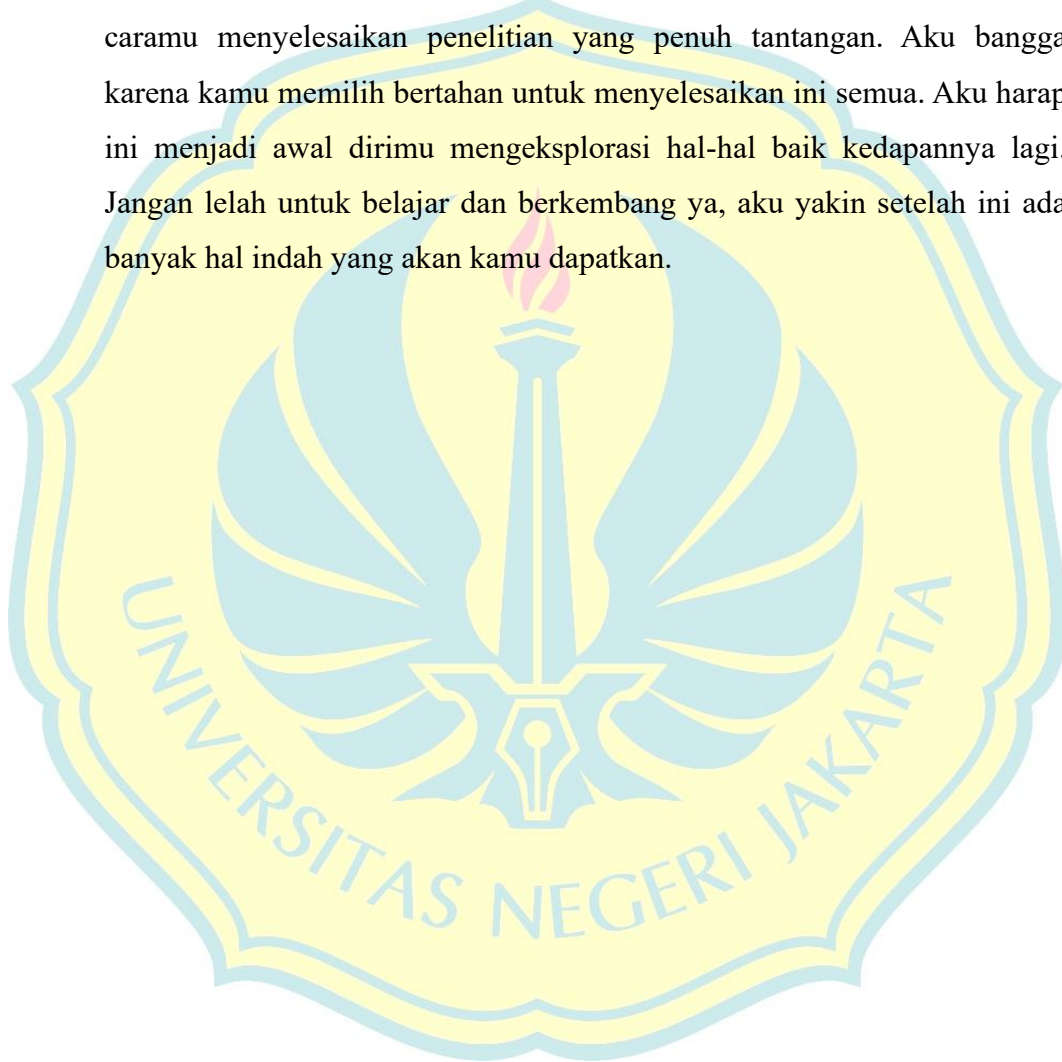 caramu menyelesaikan penelitian yang penuh tantangan. Aku bangga
karena kamu memilih bertahan untuk menyelesaikan ini semua. Aku harap
ini menjadi awal dirimu mengeksplorasi hal-hal baik kedapannya lagi.
Jangan lelah untuk belajar dan berkembang ya, aku yakin setelah ini ada
banyak hal indah yang akan kamu dapatkan.
UNIVERSITAS NEGERI JAKARTA